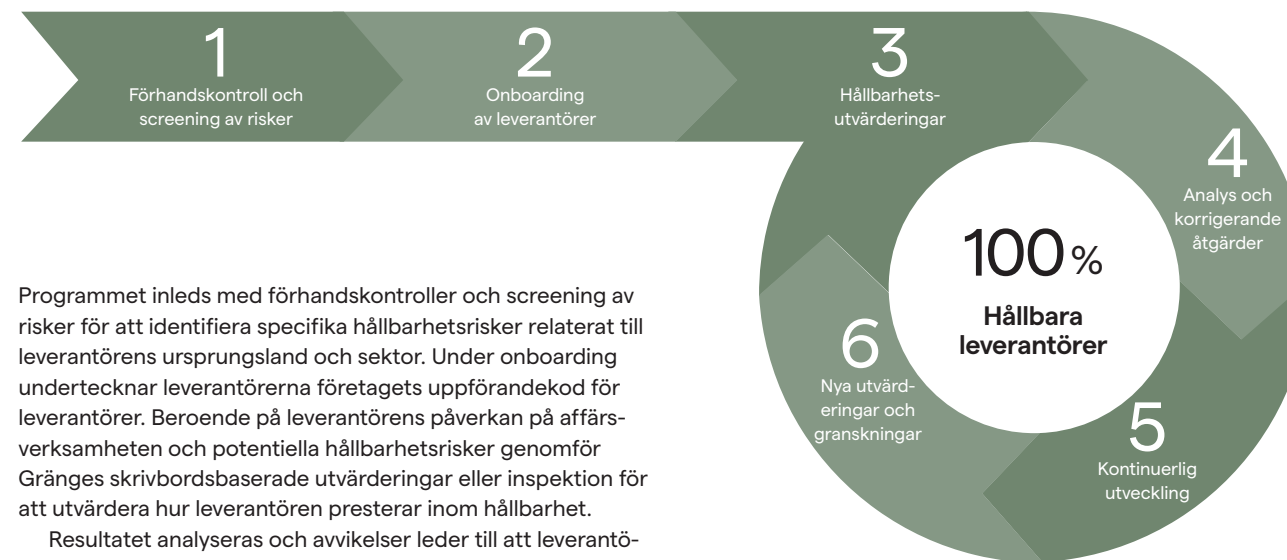 1
Förhandskontroll och
screening av risker
2
Onboarding
av leverantörer
3
Hållbarhets-
utvärderingar
4
Analys och
korrigerande
åtgärder
5
Kontinuerlig
utveckling
6
Nya utvärd-
eringar och
granskningar
100 %
Hållbara
leverantörer
Programmet inleds med förhandskontroller och screening av
risker för att identifiera specifika hållbarhetsrisker relaterat till
leverantörens ursprungsland och sektor. Under onboarding
undertecknar leverantörerna företagets uppförandekod för
leverantörer. Beroende på leverantörens påverkan på affärs-
verksamheten och potentiella hållbarhetsrisker genomför
Gränges skrivbordsbaserade utvärderingar eller inspektion för
att utvärdera hur leverantören presterar inom hållbarhet.
Resultatet analyseras och avvikelser leder till att leverantö-